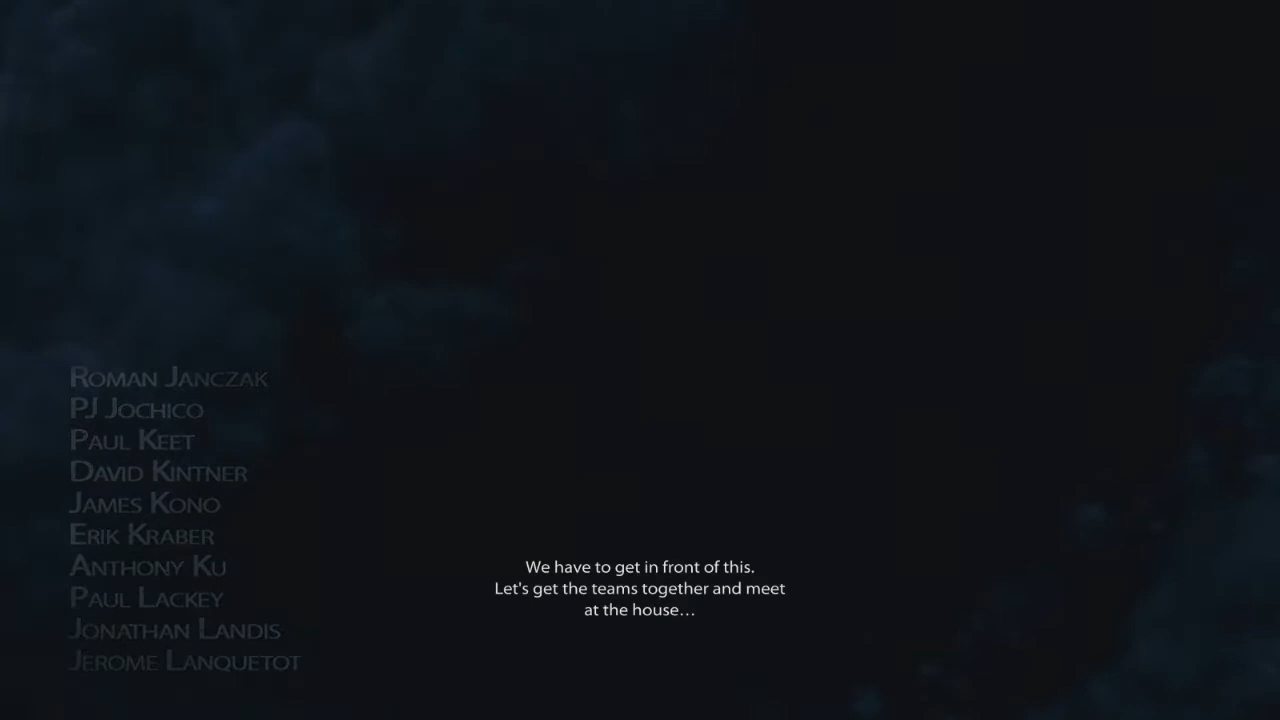 Roman Janczak
PJ Jochico
Paul Keet
David Kintner
James Kono
Erik Kraber
Anthony Ku
Paul Lackey
Jonathan Landis
Jerome Lanquetot
We have to get in front of this.
Let's get the teams together and meet
at the house…